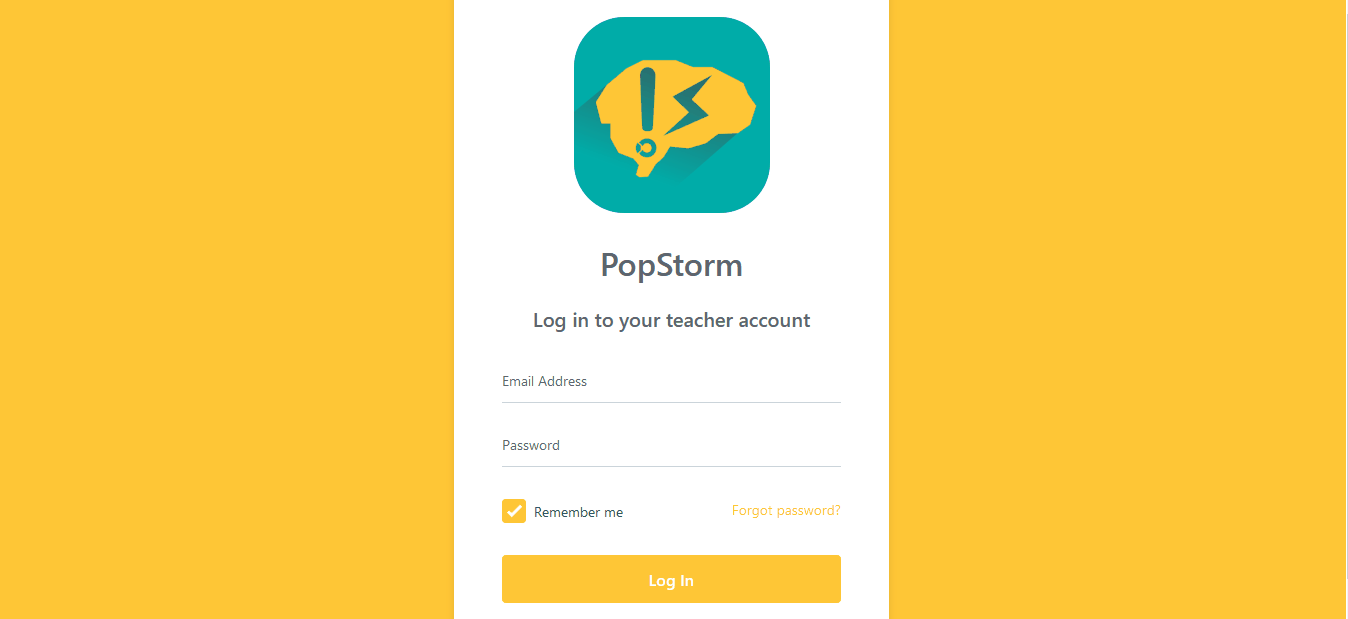 PopStorm
Log in to your teacher account
Email Address
Password
Remember me
Forgot password?
Log In